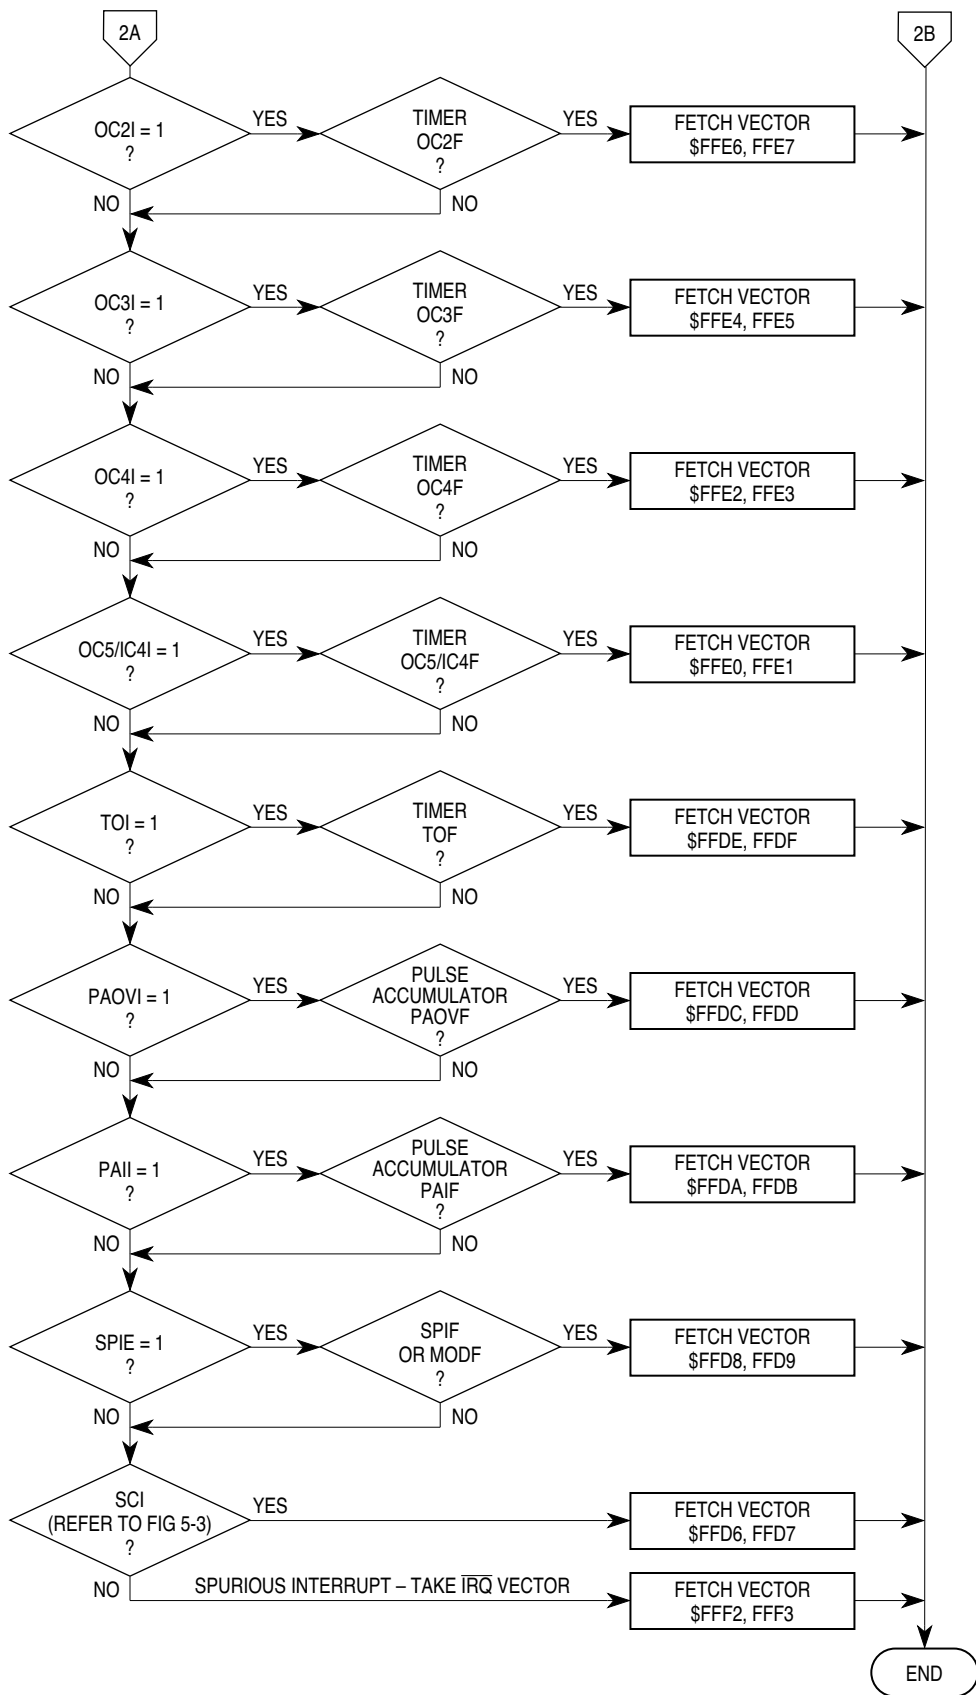 2A
2B
OC2I = 1
?
YES
TIMER
OC2F
?
YES
FETCH VECTOR
$FFE6, FFE7
NO
NO
OC3I = 1
?
YES
TIMER
OC3F
?
YES
FETCH VECTOR
$FFE4, FFE5
NO
NO
OC4I = 1
?
YES
TIMER
OC4F
?
YES
FETCH VECTOR
$FFE2, FFE3
NO
NO
OC5/IC4I = 1
?
YES
TIMER
OC5/IC4F
?
YES
FETCH VECTOR
$FFE0, FFE1
NO
NO
TOI = 1
?
YES
TIMER
TOF
?
YES
FETCH VECTOR
$FFDE, FFDF
NO
NO
PAOVI = 1
?
YES
PULSE
ACCUMULATOR
PAOVF
?
YES
FETCH VECTOR
$FFDC, FFDD
NO
NO
PAII = 1
?
YES
PULSE
ACCUMULATOR
PAIF
?
YES
FETCH VECTOR
$FFDA, FFDB
NO
NO
SPIE = 1
?
YES
SPIF
OR MODF
?
YES
FETCH VECTOR
$FFD8, FFD9
NO
NO
SCI
(REFER TO FIG 5-3)
?
YES
FETCH VECTOR
$FFD6, FFD7
NO
SPURIOUS INTERRUPT – TAKE I̅R̅Q̅ VECTOR
FETCH VECTOR
$FFF2, FFF3
END